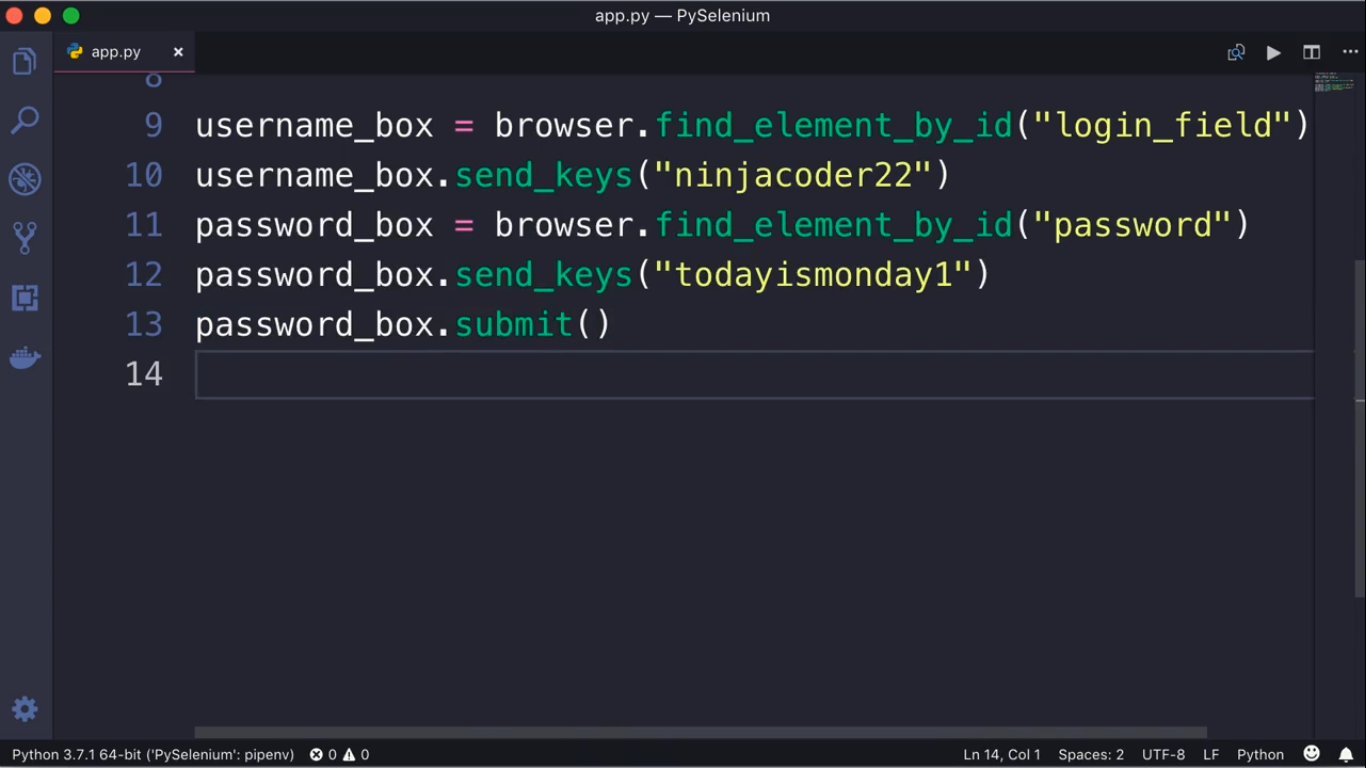 app.py — PySelenium
app.py
8
9 username_box = browser.find_element_by_id("login_field")
10 username_box.send_keys("ninjacoder22")
11 password_box = browser.find_element_by_id("password")
12 password_box.send_keys("todayismonday1")
13 password_box.submit()
14
Python 3.7.1 64-bit ('PySelenium': pipenv) 0 0 Ln 14, Col 1 Spaces: 2 UTF-8 LF Python